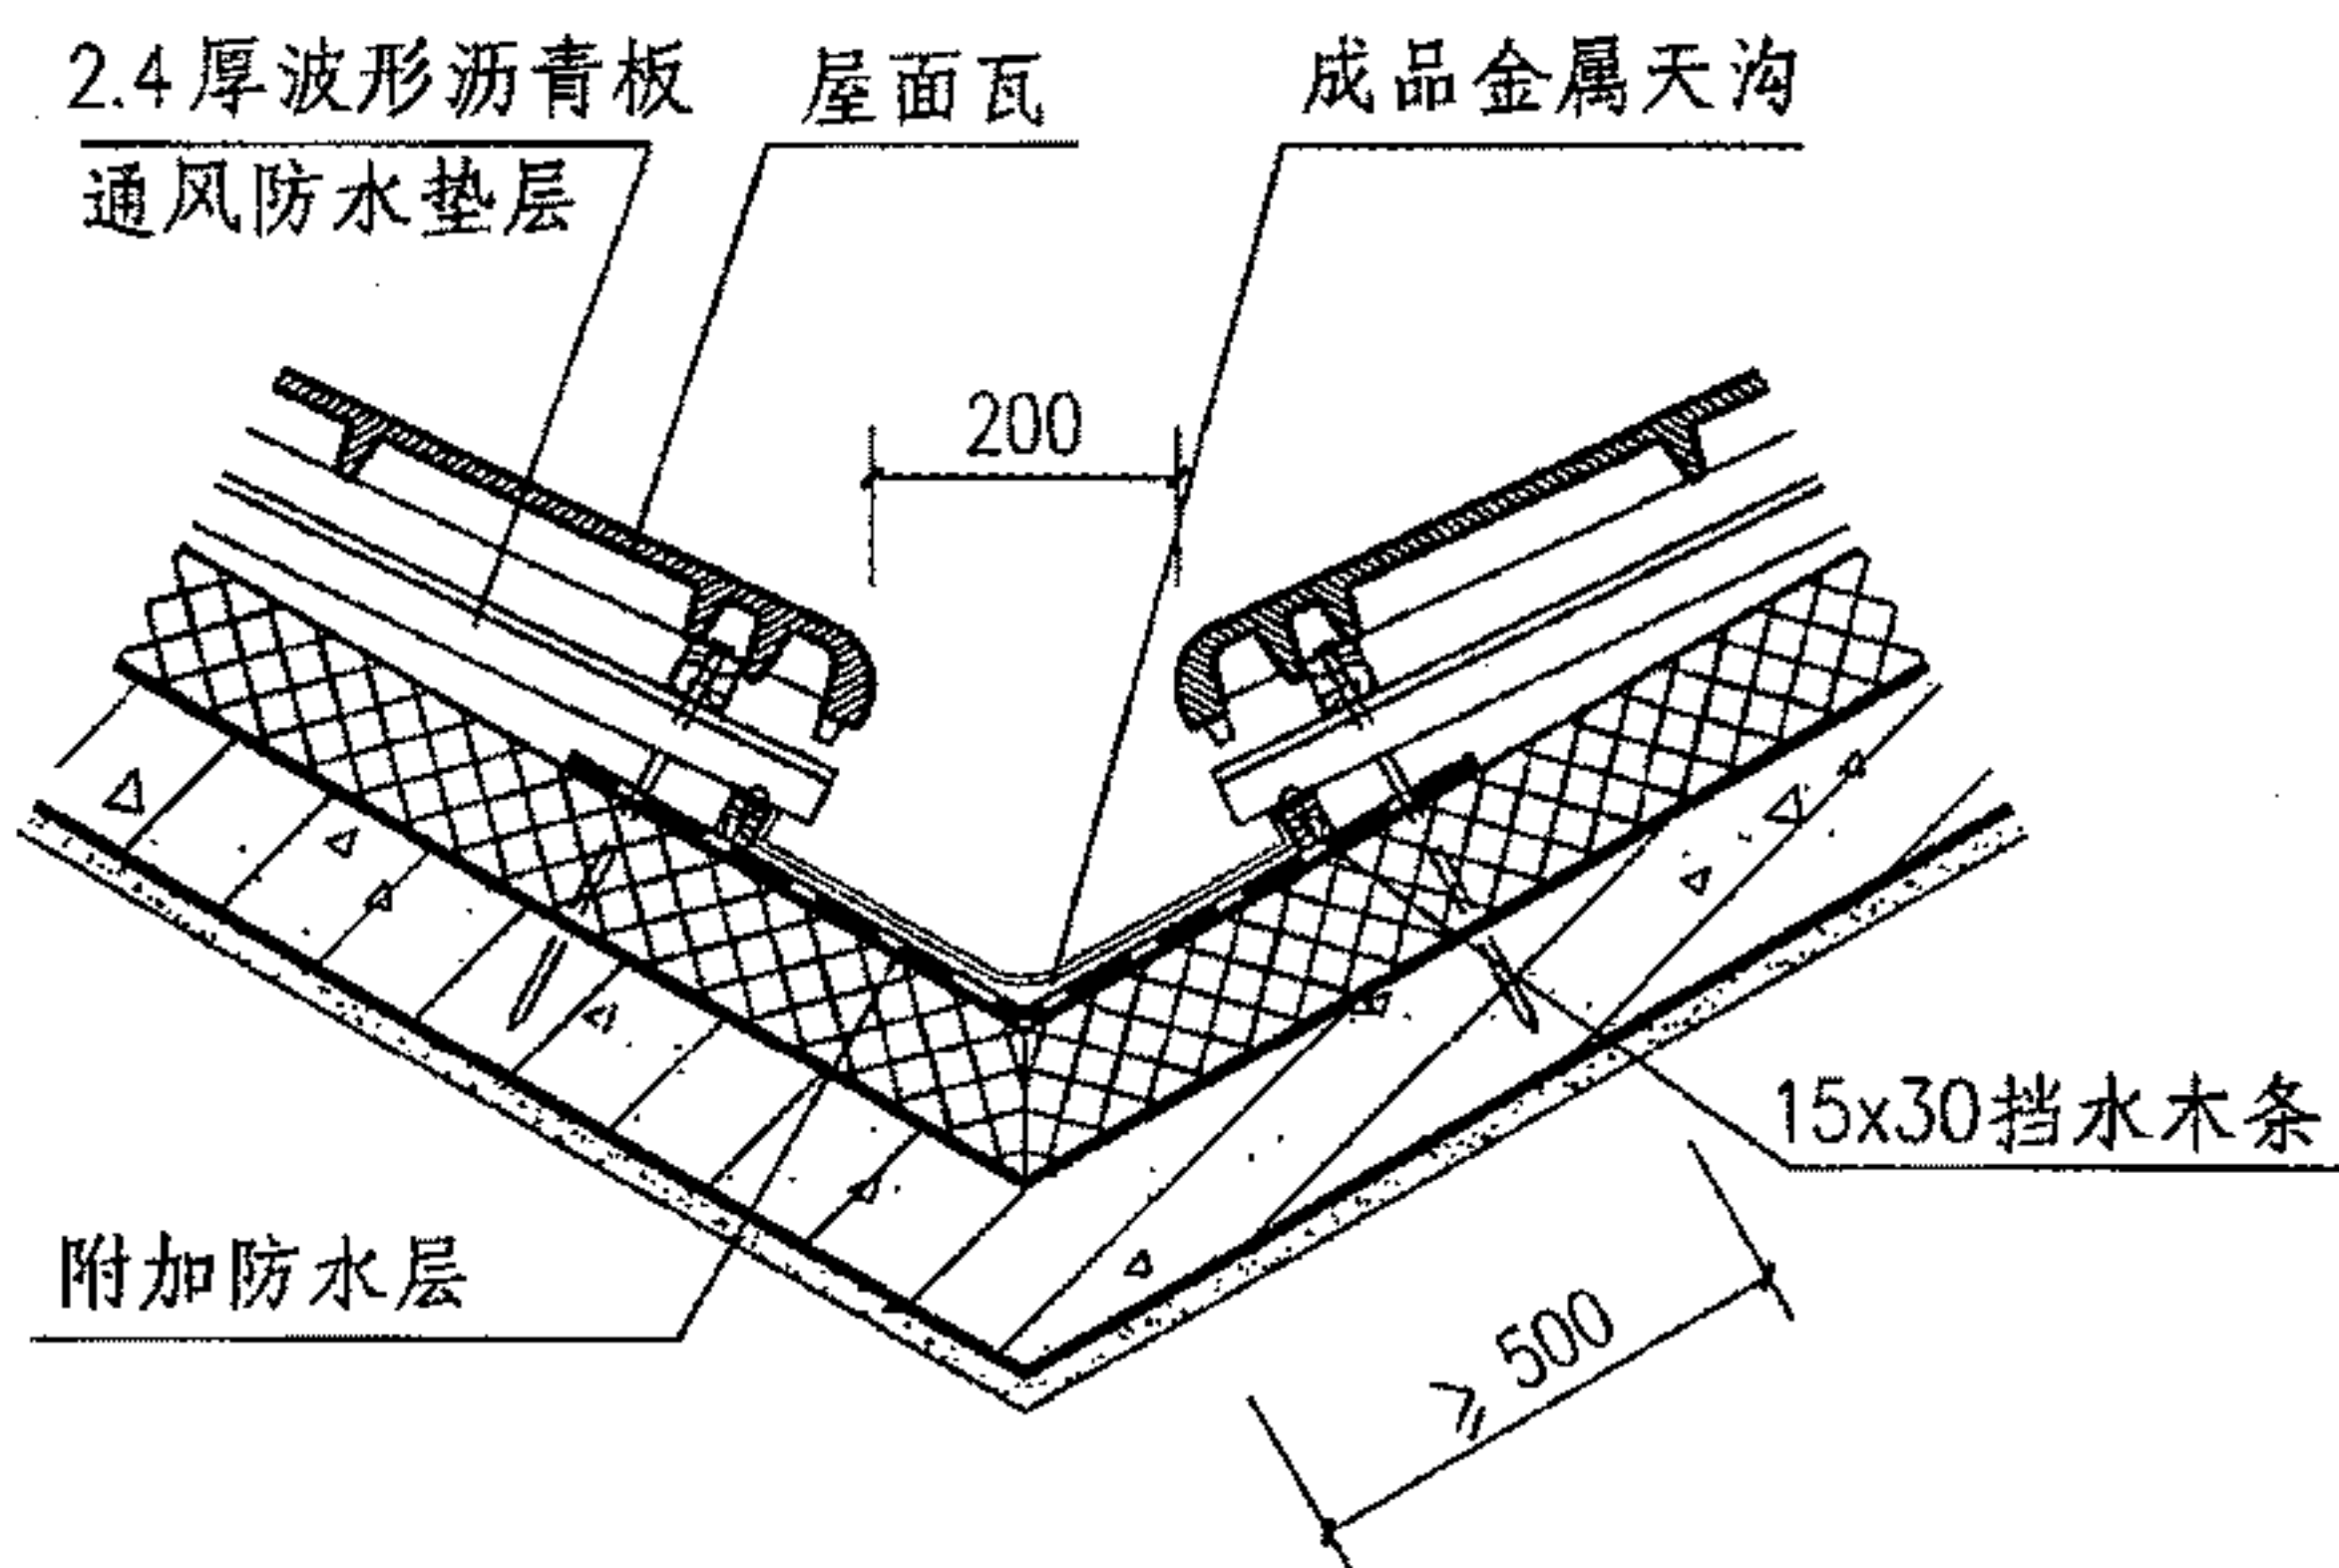 2.4厚波形沥青板
通风防水垫层
屋面瓦
成品金属天沟
200
15x30挡水木条
附加防水层
≥500